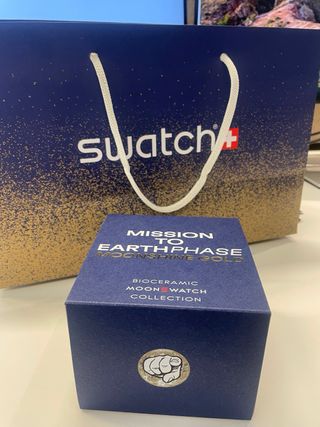 swatch
MISSION
TO
EARTHPHASE
MOONSHINE GOLD
BIOCERAMIC
MOONSWATCH
COLLECTION